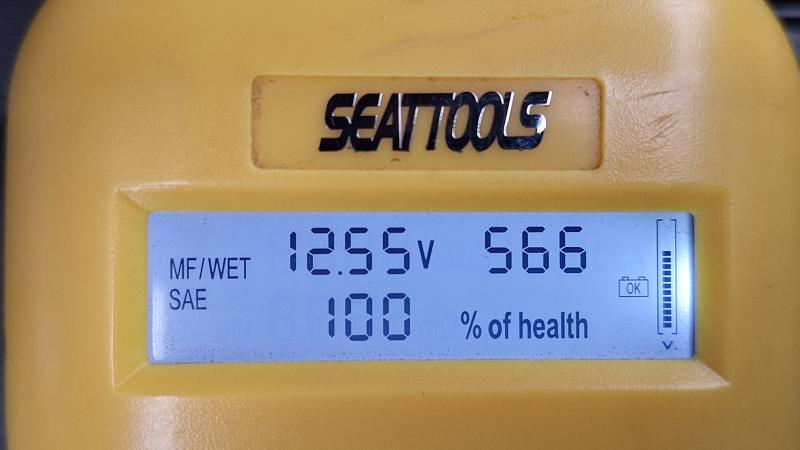 SEATTOOLS
MF/WET 12.55V 566
SAE
OK
100 % of health
V